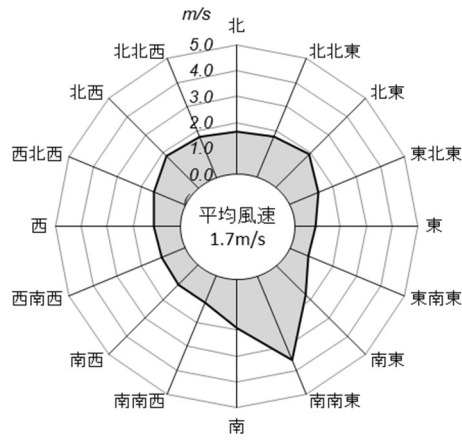 m/s
北
北北西
5.0
北北東
4.0
北西
3.0
北東
2.0
西北西
1.0
東北東
0.0
平均風速
西
東
1.7m/s
西南西
東南東
南西
南東
南南西
南南東
南